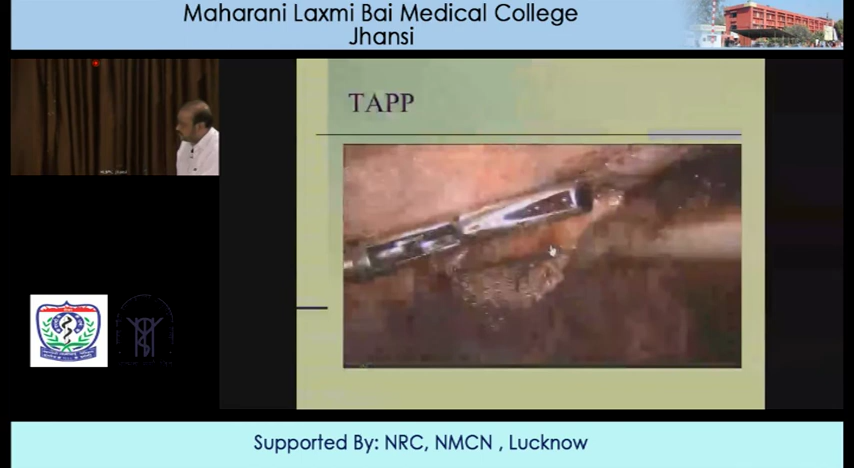 Maharani Laxmi Bai Medical College
Jhansi
TAPP
Supported By: NRC, NMCN , Lucknow